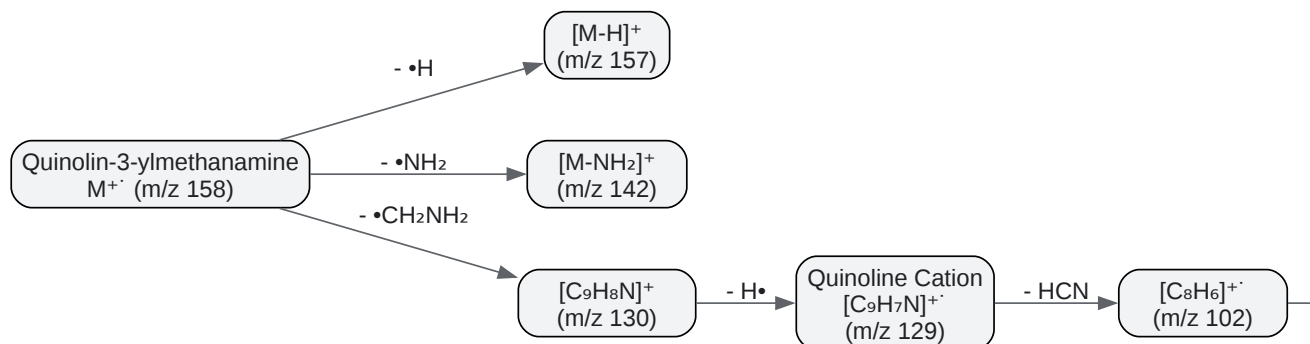 [M-H]⁺
(m/z 157)
- •H
Quinolin-3-ylmethanamine
M⁺˙ (m/z 158)
- •NH₂
[M-NH₂]⁺
(m/z 142)
- •CH₂NH₂
[C₉H₈N]⁺
(m/z 130)
- H•
Quinoline Cation
[C₉H₇N]⁺˙
(m/z 129)
- HCN
[C₈H₆]⁺˙
(m/z 102)